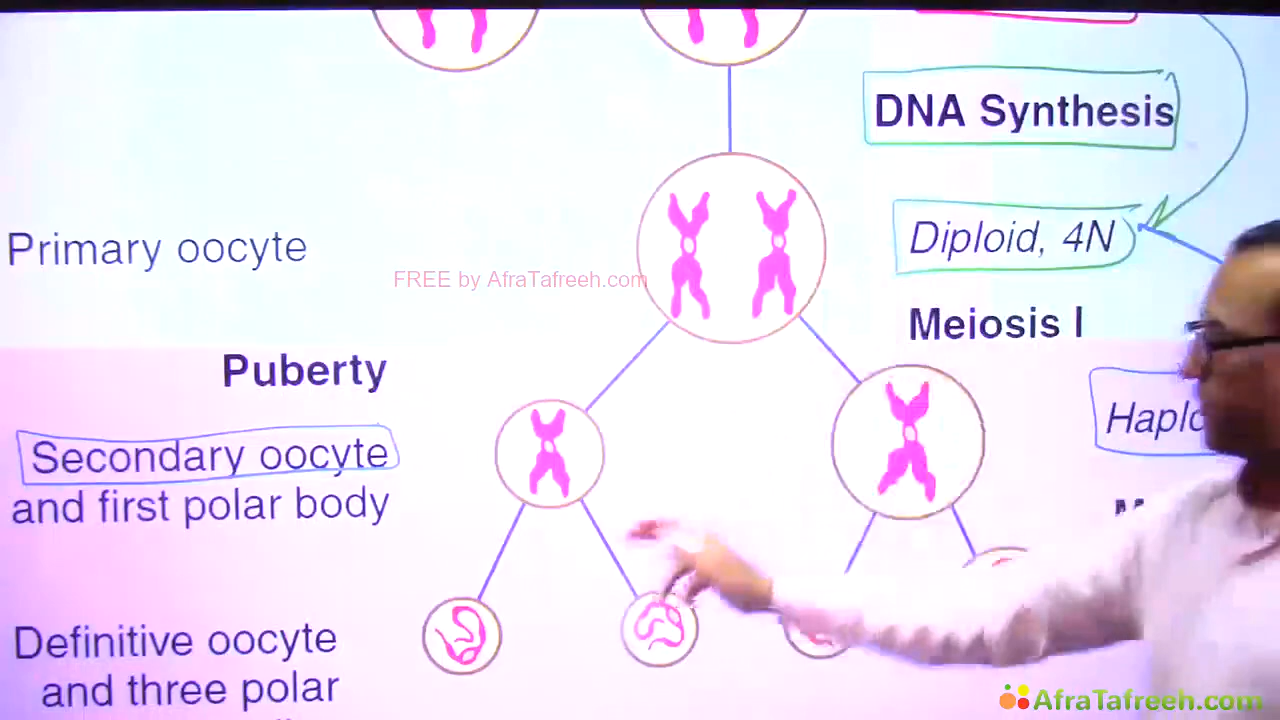 DNA Synthesis
Diploid, 4N
Primary oocyte
FREE by AfraTafreeh.com
Meiosis I
Puberty
Secondary oocyte
and first polar body
Definitive oocyte
and three polar
AfraTafreeh.com